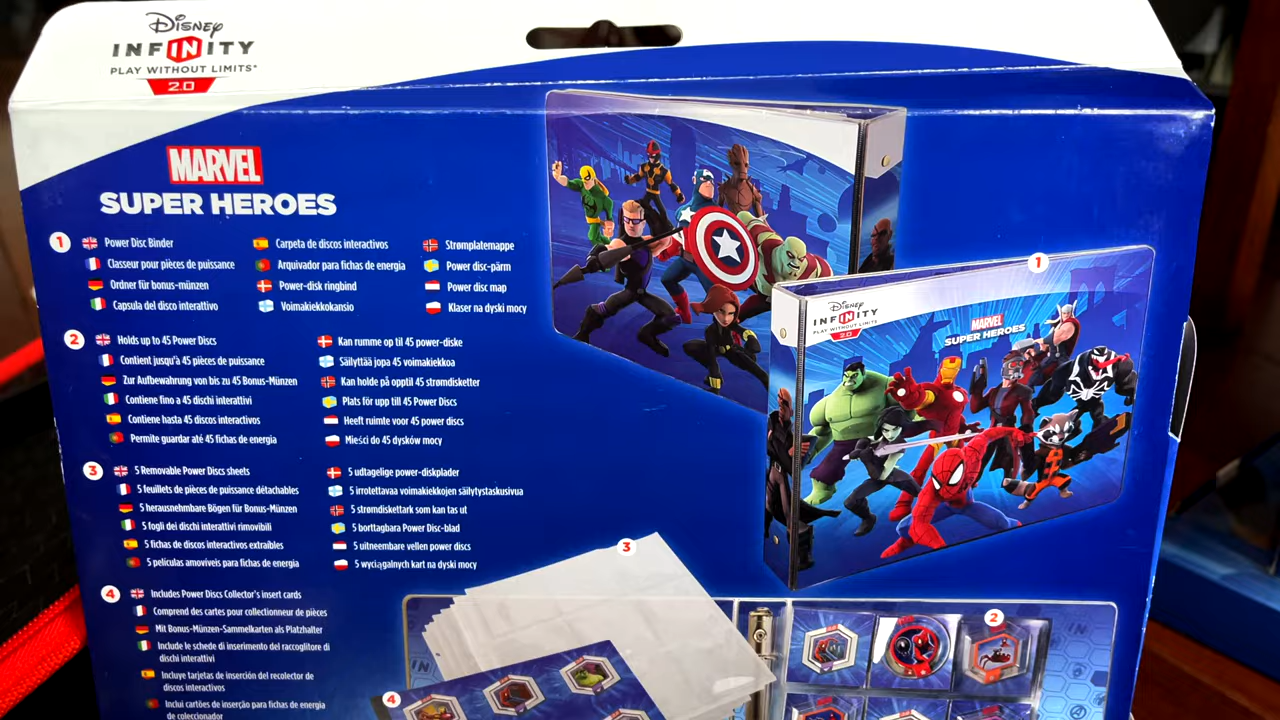 Disney
INFINITY
PLAY WITHOUT LIMITS
2.0
MARVEL
SUPER HEROES
1
Power Disc Binder
Classeur pour pièces de puissance
Ordner für bonus-münzen
Capsula del disco interattivo
Carpeta de discos interactivos
Arquivador para fichas de energia
Power-disk ringbind
Voimakiekkokansio
Strømplatemappe
Power disc-pärm
Power disc map
Klaser na dyski mocy
2
Holds up to 45 Power Discs
Contient jusqu'à 45 pièces de puissance
Zur Aufbewahrung von bis zu 45 Bonus-Münzen
Contiene fino a 45 dischi interattivi
Contiene hasta 45 discos interactivos
Permite guardar até 45 fichas de energia
Kan rumme op til 45 power-diske
Säilyttää jopa 45 voimakiekkoa
Kan holde på opptil 45 strømdisketter
Plats för upp till 45 Power Discs
Heeft ruimte voor 45 power discs
Mieści do 45 dysków mocy
3
5 Removable Power Discs sheets
5 feuillets de pièces de puissance détachables
5 herausnehmbare Bögen für Bonus-Münzen
5 fogli dei dischi interattivi rimovibili
5 fichas de discos interactivos extraíbles
5 películas amovíveis para fichas de energia
5 udtagelige power-diskplader
5 irrotettavaa voimakiekkojen säilytystaskusivua
5 strømdiskettark som kan tas ut
5 borttagbara Power Disc-blad
5 uitneembare vellen power discs
5 wyciągalnych kart na dyski mocy
4
Includes Power Discs Collector's insert cards
Comprend des cartes pour collectionneur de pièces
Mit Bonus-Münzen-Sammelkarten als Platzhalter
Include le schede di inserimento del raccoglitore di
dischi interattivi
Incluye tarjetas de inserción del recolector de
discos interactivos
Inclui cartões de inserção para fichas de energia
de coleccionador
1
Disney
INFINITY
PLAY WITHOUT LIMITS
2.0
MARVEL
SUPER HEROES
3
2
4